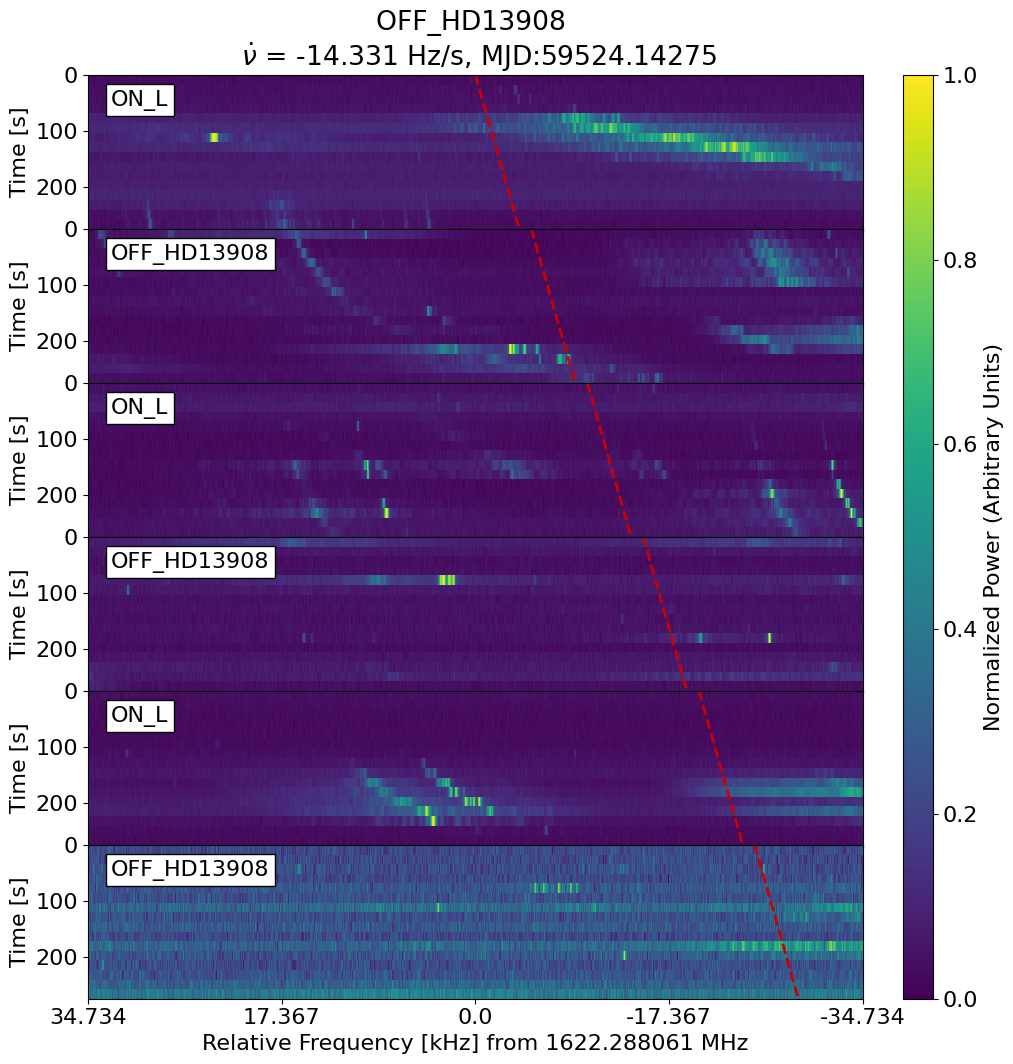 OFF_HD13908
ν̇ = -14.331 Hz/s, MJD:59524.14275
0
ON_L
100
200
Time [s]
0
OFF_HD13908
100
200
Time [s]
0
ON_L
100
200
Time [s]
0
OFF_HD13908
100
200
Time [s]
0
ON_L
100
200
Time [s]
0
OFF_HD13908
100
200
Time [s]
34.734 17.367 0.0 -17.367 -34.734
Relative Frequency [kHz] from 1622.288061 MHz
1.0
0.8
0.6
0.4
0.2
0.0
Normalized Power (Arbitrary Units)